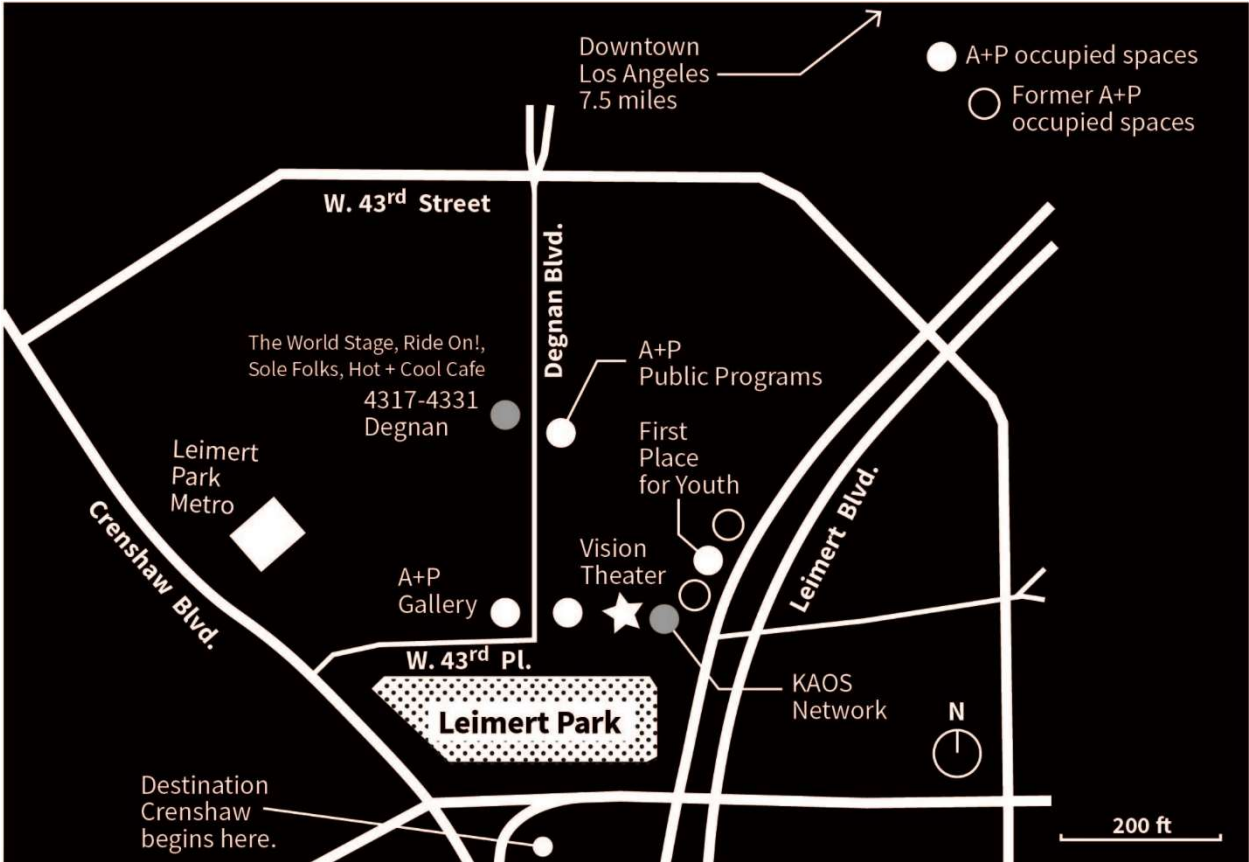 Downtown
Los Angeles
7.5 miles
A+P occupied spaces
Former A+P
occupied spaces
W. 43rd Street
Degnan Blvd.
The World Stage, Ride On!,
Sole Folks, Hot + Cool Cafe
4317-4331
Degnan
A+P
Public Programs
First
Place
for Youth
Leimert
Park
Metro
Crenshaw Blvd.
Vision
Theater
A+P
Gallery
Leimert Blvd.
W. 43rd Pl.
KAOS
Network
Leimert Park
N
Destination
Crenshaw
begins here.
200 ft